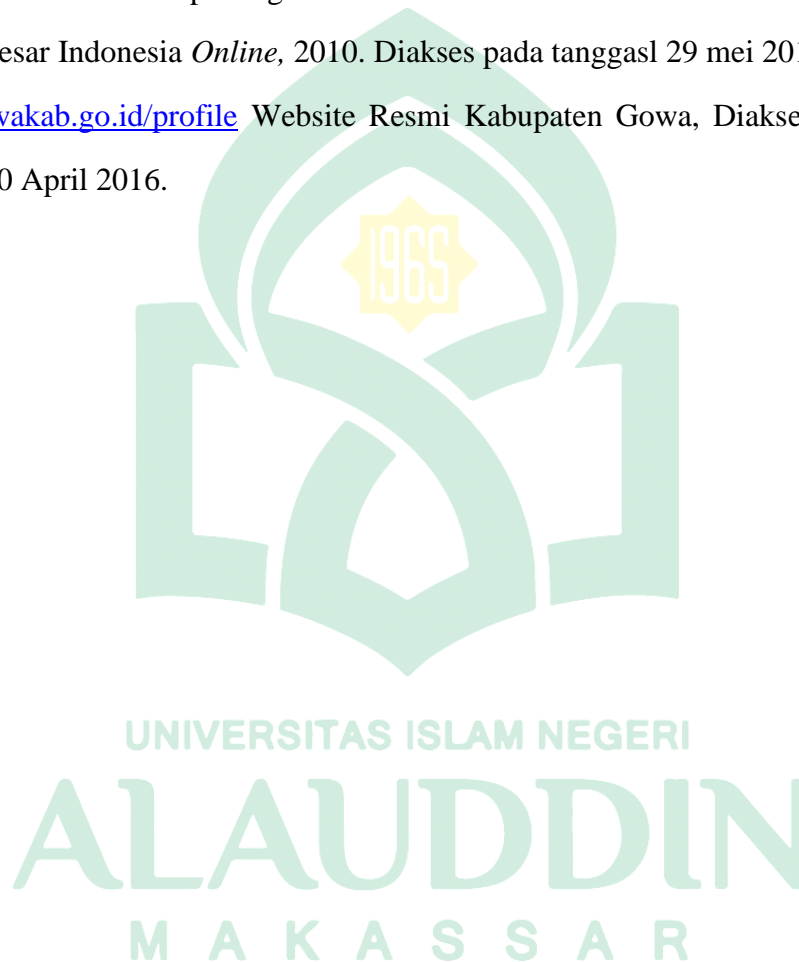 esar Indonesia Online, 2010. Diakses pada tanggasl 29 mei 201
wakab.go.id/profile Website Resmi Kabupaten Gowa, Diakse
0 April 2016.
1965
UNIVERSITAS ISLAM NEGERI
ALAUDDIN
MAKASSAR